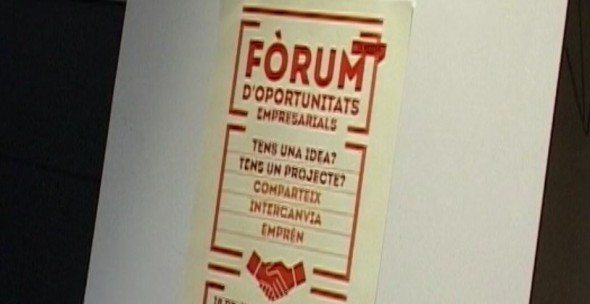 FÒRUM
D'OPORTUNITATS
EMPRESARIALS
TENS UNA IDEA?
TENS UN PROJECTE?
COMPARTEIX
INTERCANVIA
EMPRÈN